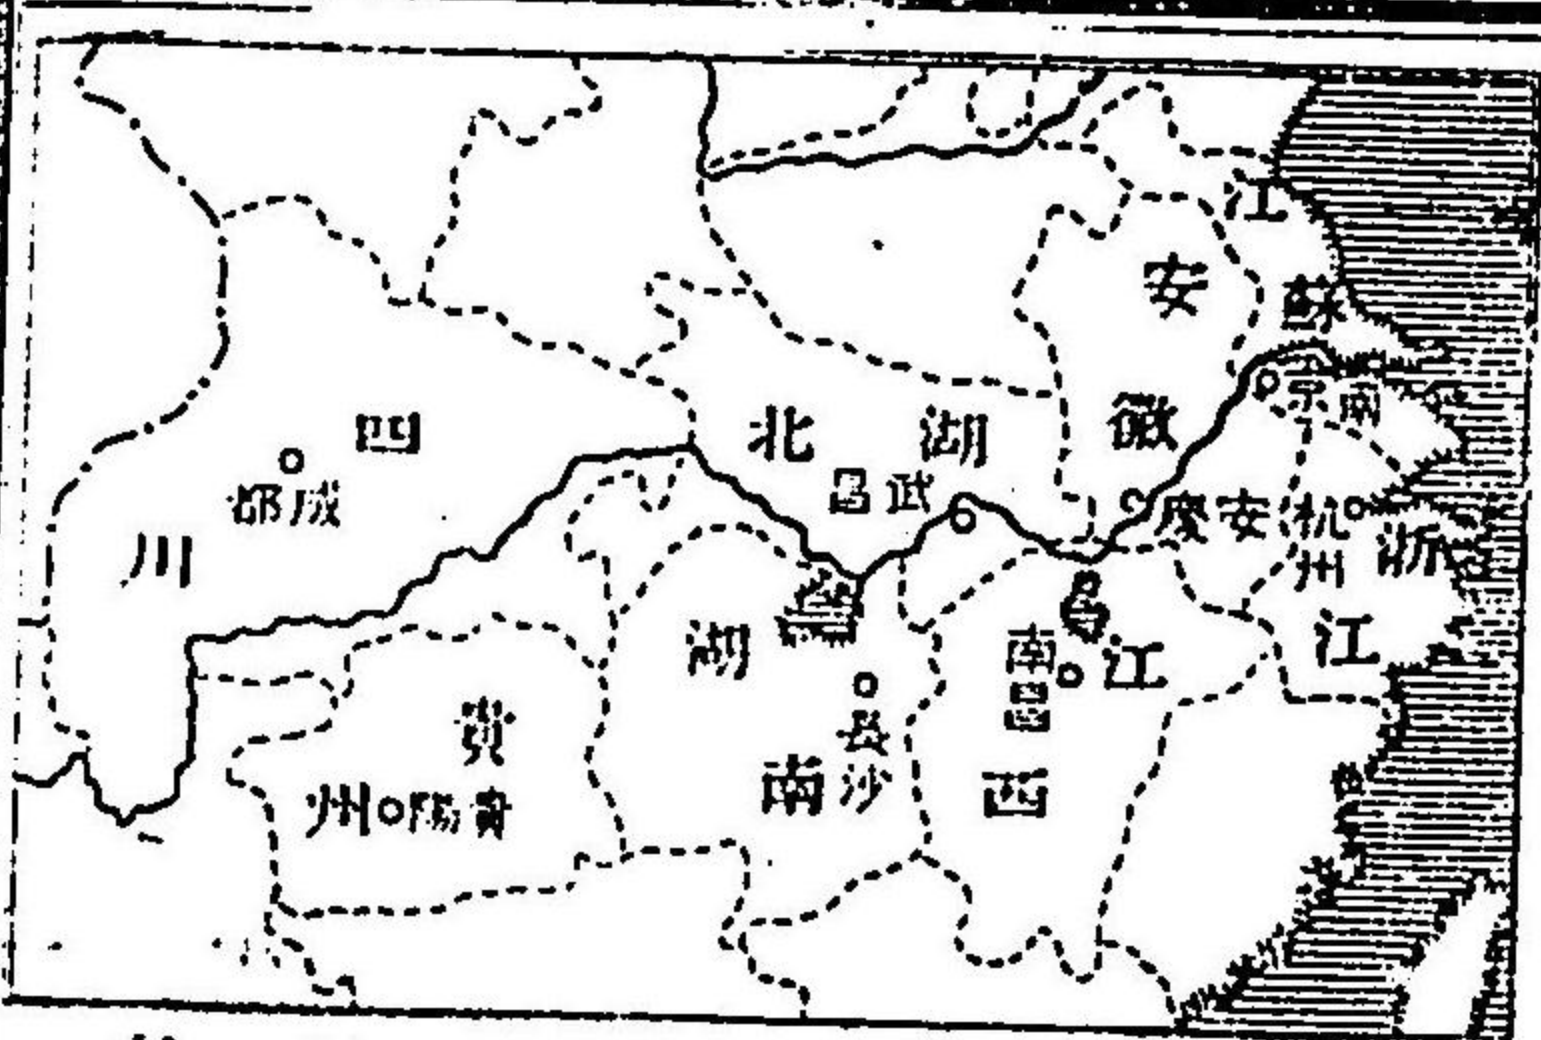 江蘇
安徽
京南
湖北
昌武
慶安
杭州
浙江
四川
都成
湖南
長沙
江西
南昌
貴州
陽貴